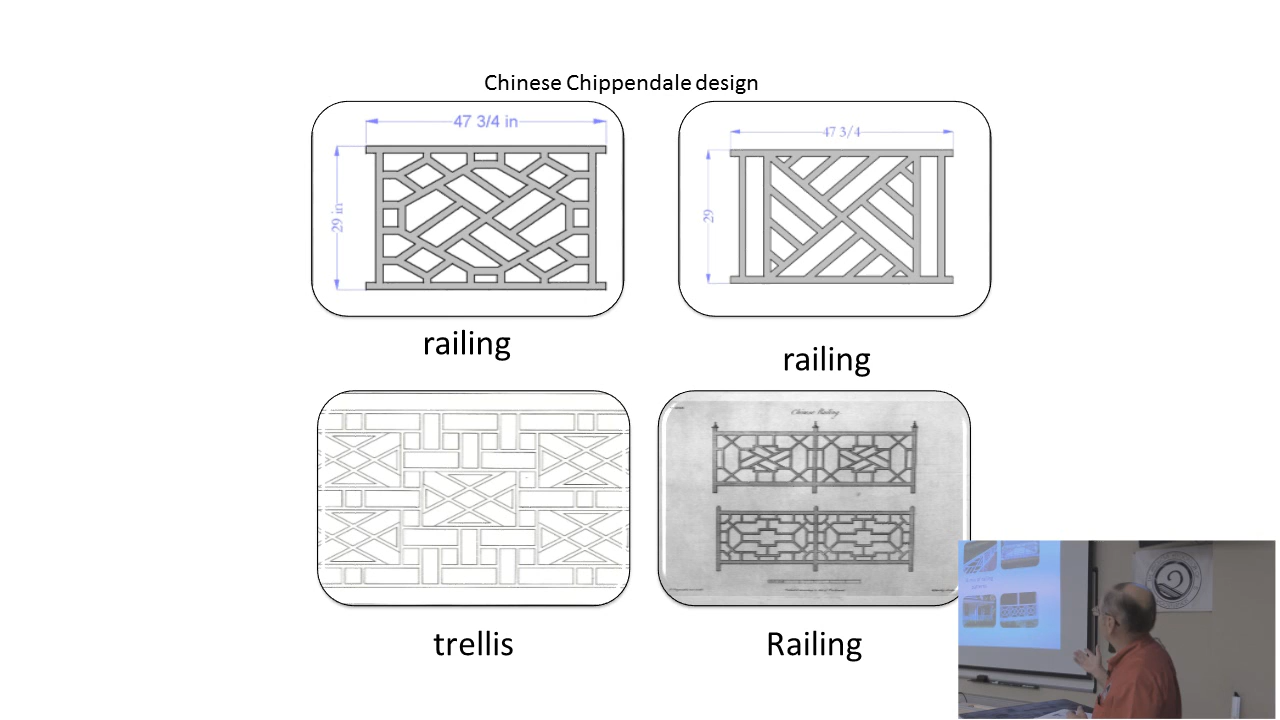 Chinese Chippendale design
47 3/4 in
29 in
47 3/4
29
railing
railing
Chinese Railing
trellis
Railing